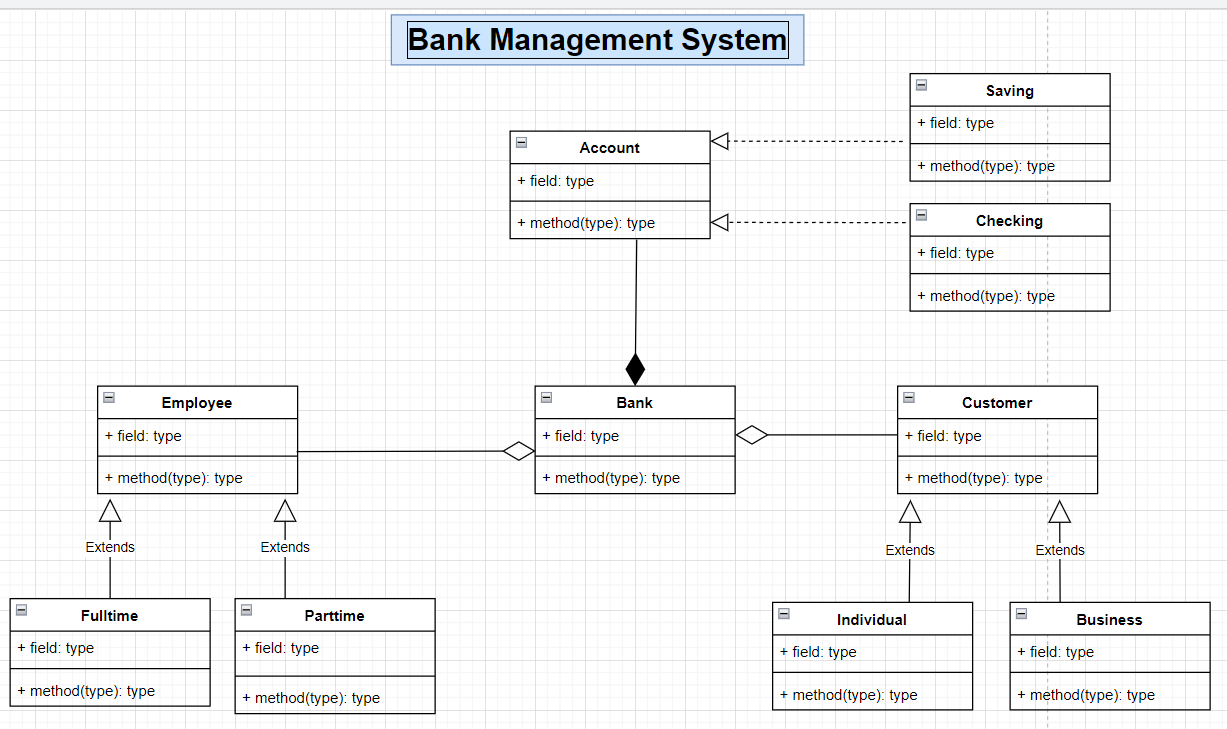 Bank Management System
Saving
+ field: type
+ method(type): type
Account
+ field: type
+ method(type): type
Checking
+ field: type
+ method(type): type
Employee
+ field: type
+ method(type): type
Bank
+ field: type
+ method(type): type
Customer
+ field: type
+ method(type): type
Extends
Extends
Extends
Extends
Fulltime
+ field: type
+ method(type): type
Parttime
+ field: type
+ method(type): type
Individual
+ field: type
+ method(type): type
Business
+ field: type
+ method(type): type